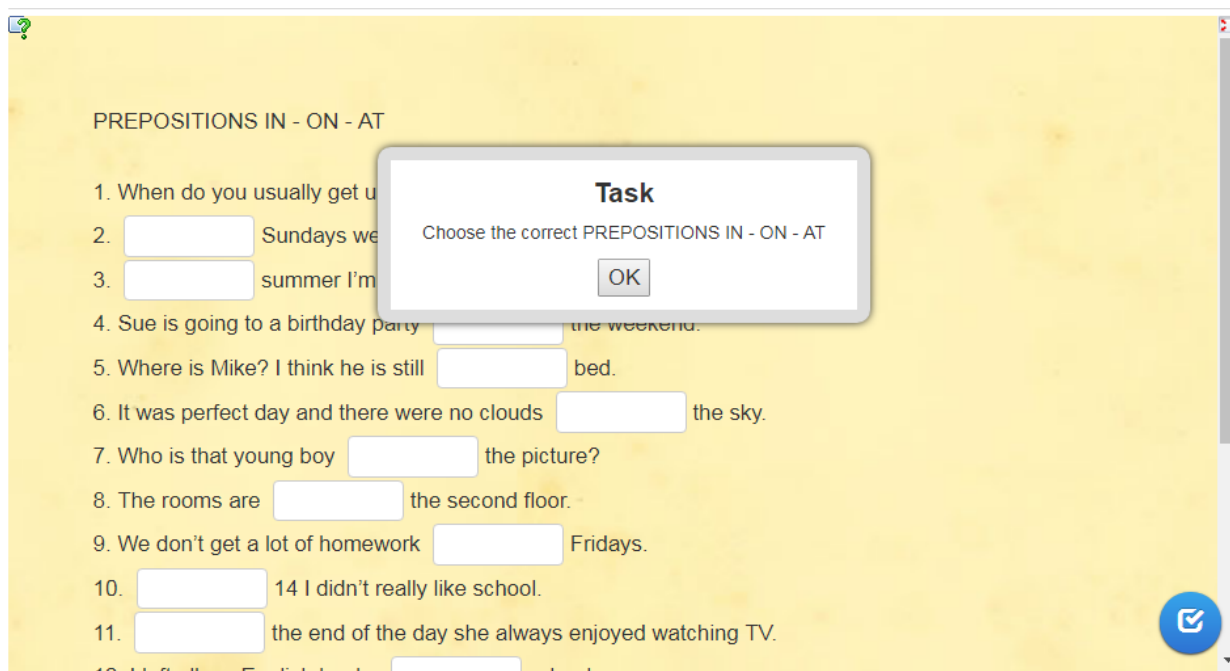 PREPOSITIONS IN - ON - AT
Task
Choose the correct PREPOSITIONS IN - ON - AT
OK
1. When do you usually get u
2. Sundays we
3. summer I'm
4. Sue is going to a birthday party the weekend.
5. Where is Mike? I think he is still bed.
6. It was perfect day and there were no clouds the sky.
7. Who is that young boy the picture?
8. The rooms are the second floor.
9. We don't get a lot of homework Fridays.
10. 14 I didn't really like school.
11. the end of the day she always enjoyed watching TV.